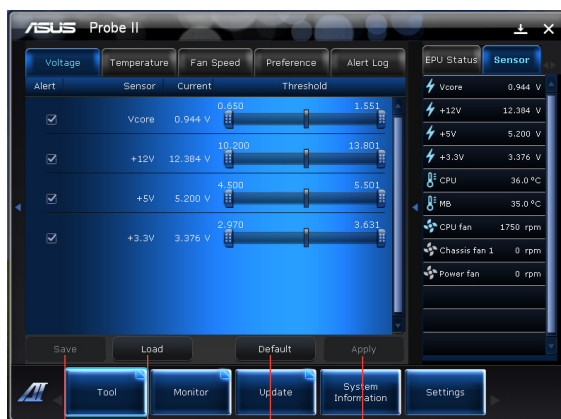 ASUS Probe II
Voltage Temperature Fan Speed Preference Alert Log
Alert Sensor Current Threshold
0.650 1.551
Vcore 0.944 V
10.200 13.801
+12V 12.384 V
4.500 5.501
+5V 5.200 V
2.970 3.631
+3.3V 3.376 V
Save Load Default Apply
EPU Status Sensor
Vcore 0.944 V
+12V 12.384 V
+5V 5.200 V
+3.3V 3.376 V
CPU 36.0 °C
MB 35.0 °C
CPU fan 1750 rpm
Chassis fan 1 0 rpm
Power fan 0 rpm
AI Tool Monitor Update System Information Settings